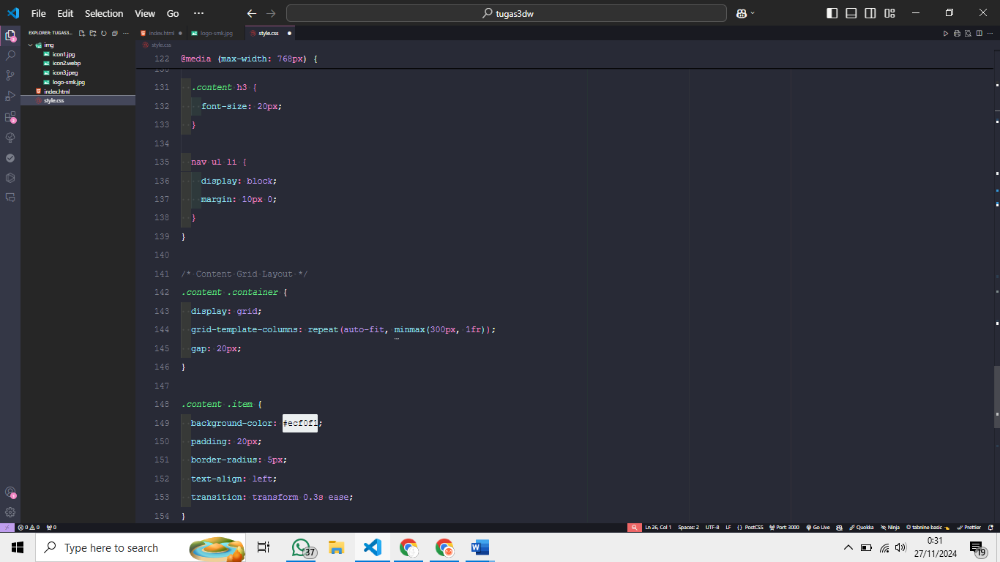 File Edit Selection View Go ··· tugas3dw
EXPLORER: TUGAS3... index.html logo-smk.jpg style.css
img
icon1.jpg
icon2.webp
icon3.jpeg
logo-smk.jpg
index.html
style.css
style.css
122 @media (max-width: 768px) {
130
131 .content h3 {
132 font-size: 20px;
133 }
134
135 nav ul li {
136 display: block;
137 margin: 10px 0;
138 }
139 }
140
141 /* Content Grid Layout */
142 .content .container {
143 display: grid;
144 grid-template-columns: repeat(auto-fit, minmax(300px, 1fr));
145 gap: 20px;
146 }
147
148 .content .item {
149 background-color: #ecf0f1;
150 padding: 20px;
151 border-radius: 5px;
152 text-align: left;
153 transition: transform 0.3s ease;
154 }
0 0 0 Ln 26, Col 1 Spaces: 2 UTF-8 LF {} PostCSS Port: 3000 Go Live Quokka Ninja tabnine basic Prettier
Type here to search 37 0:31
27/11/2024 19